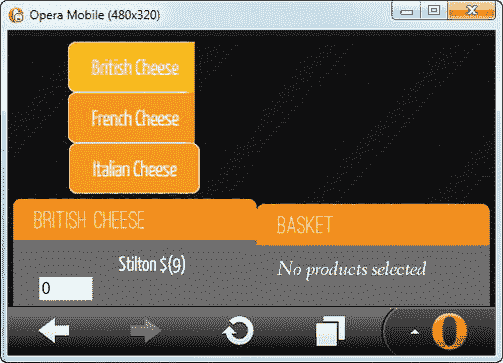 Opera Mobile (480x320)
British Cheese
French Cheese
Italian Cheese
BRITISH CHEESE
BASKET
Stilton $(9)
No products selected
0